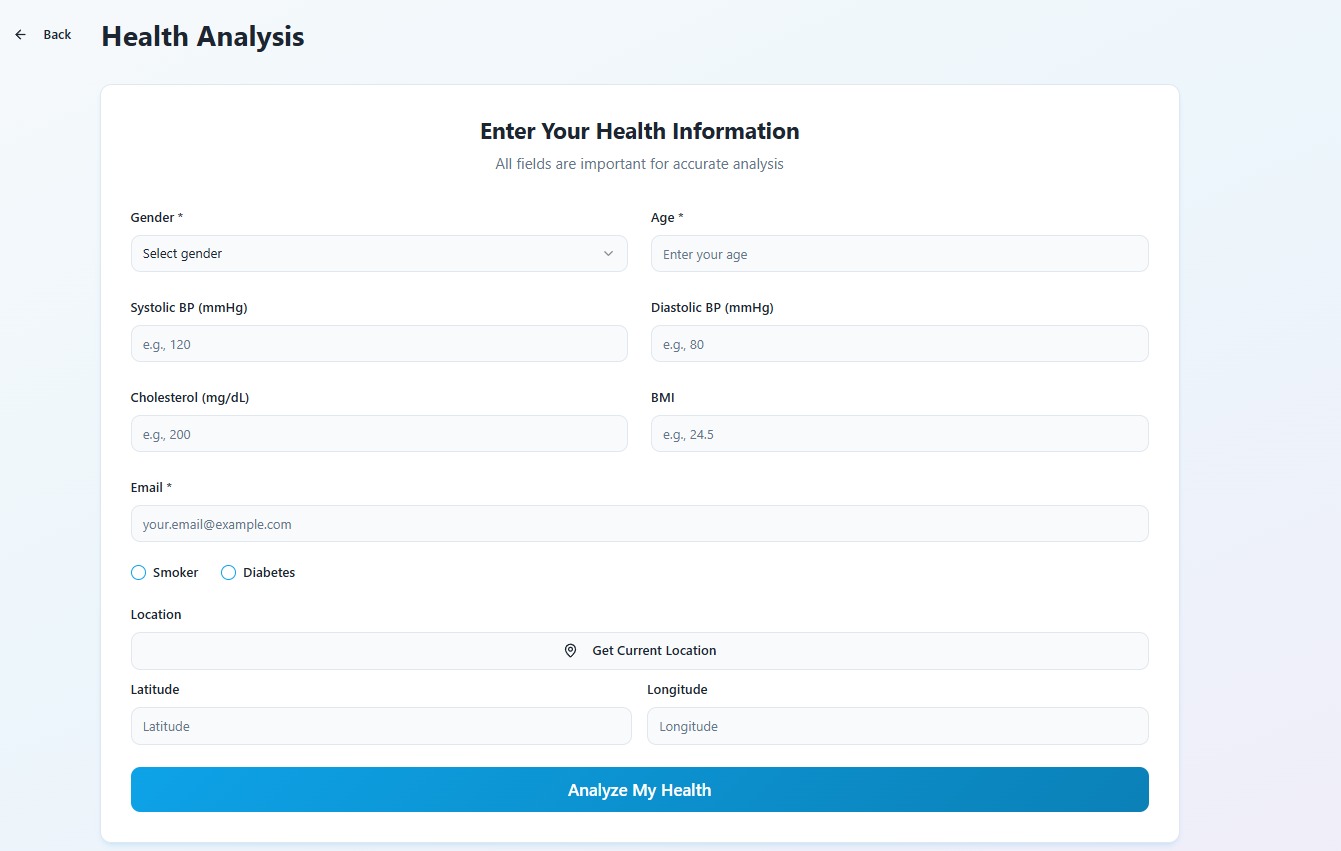 Back
Health Analysis
Enter Your Health Information
All fields are important for accurate analysis
Gender *
Age *
Select gender
Enter your age
Systolic BP (mmHg)
Diastolic BP (mmHg)
e.g., 120
e.g., 80
Cholesterol (mg/dL)
BMI
e.g., 200
e.g., 24.5
Email *
your.email@example.com
Smoker
Diabetes
Location
Get Current Location
Latitude
Longitude
Latitude
Longitude
Analyze My Health